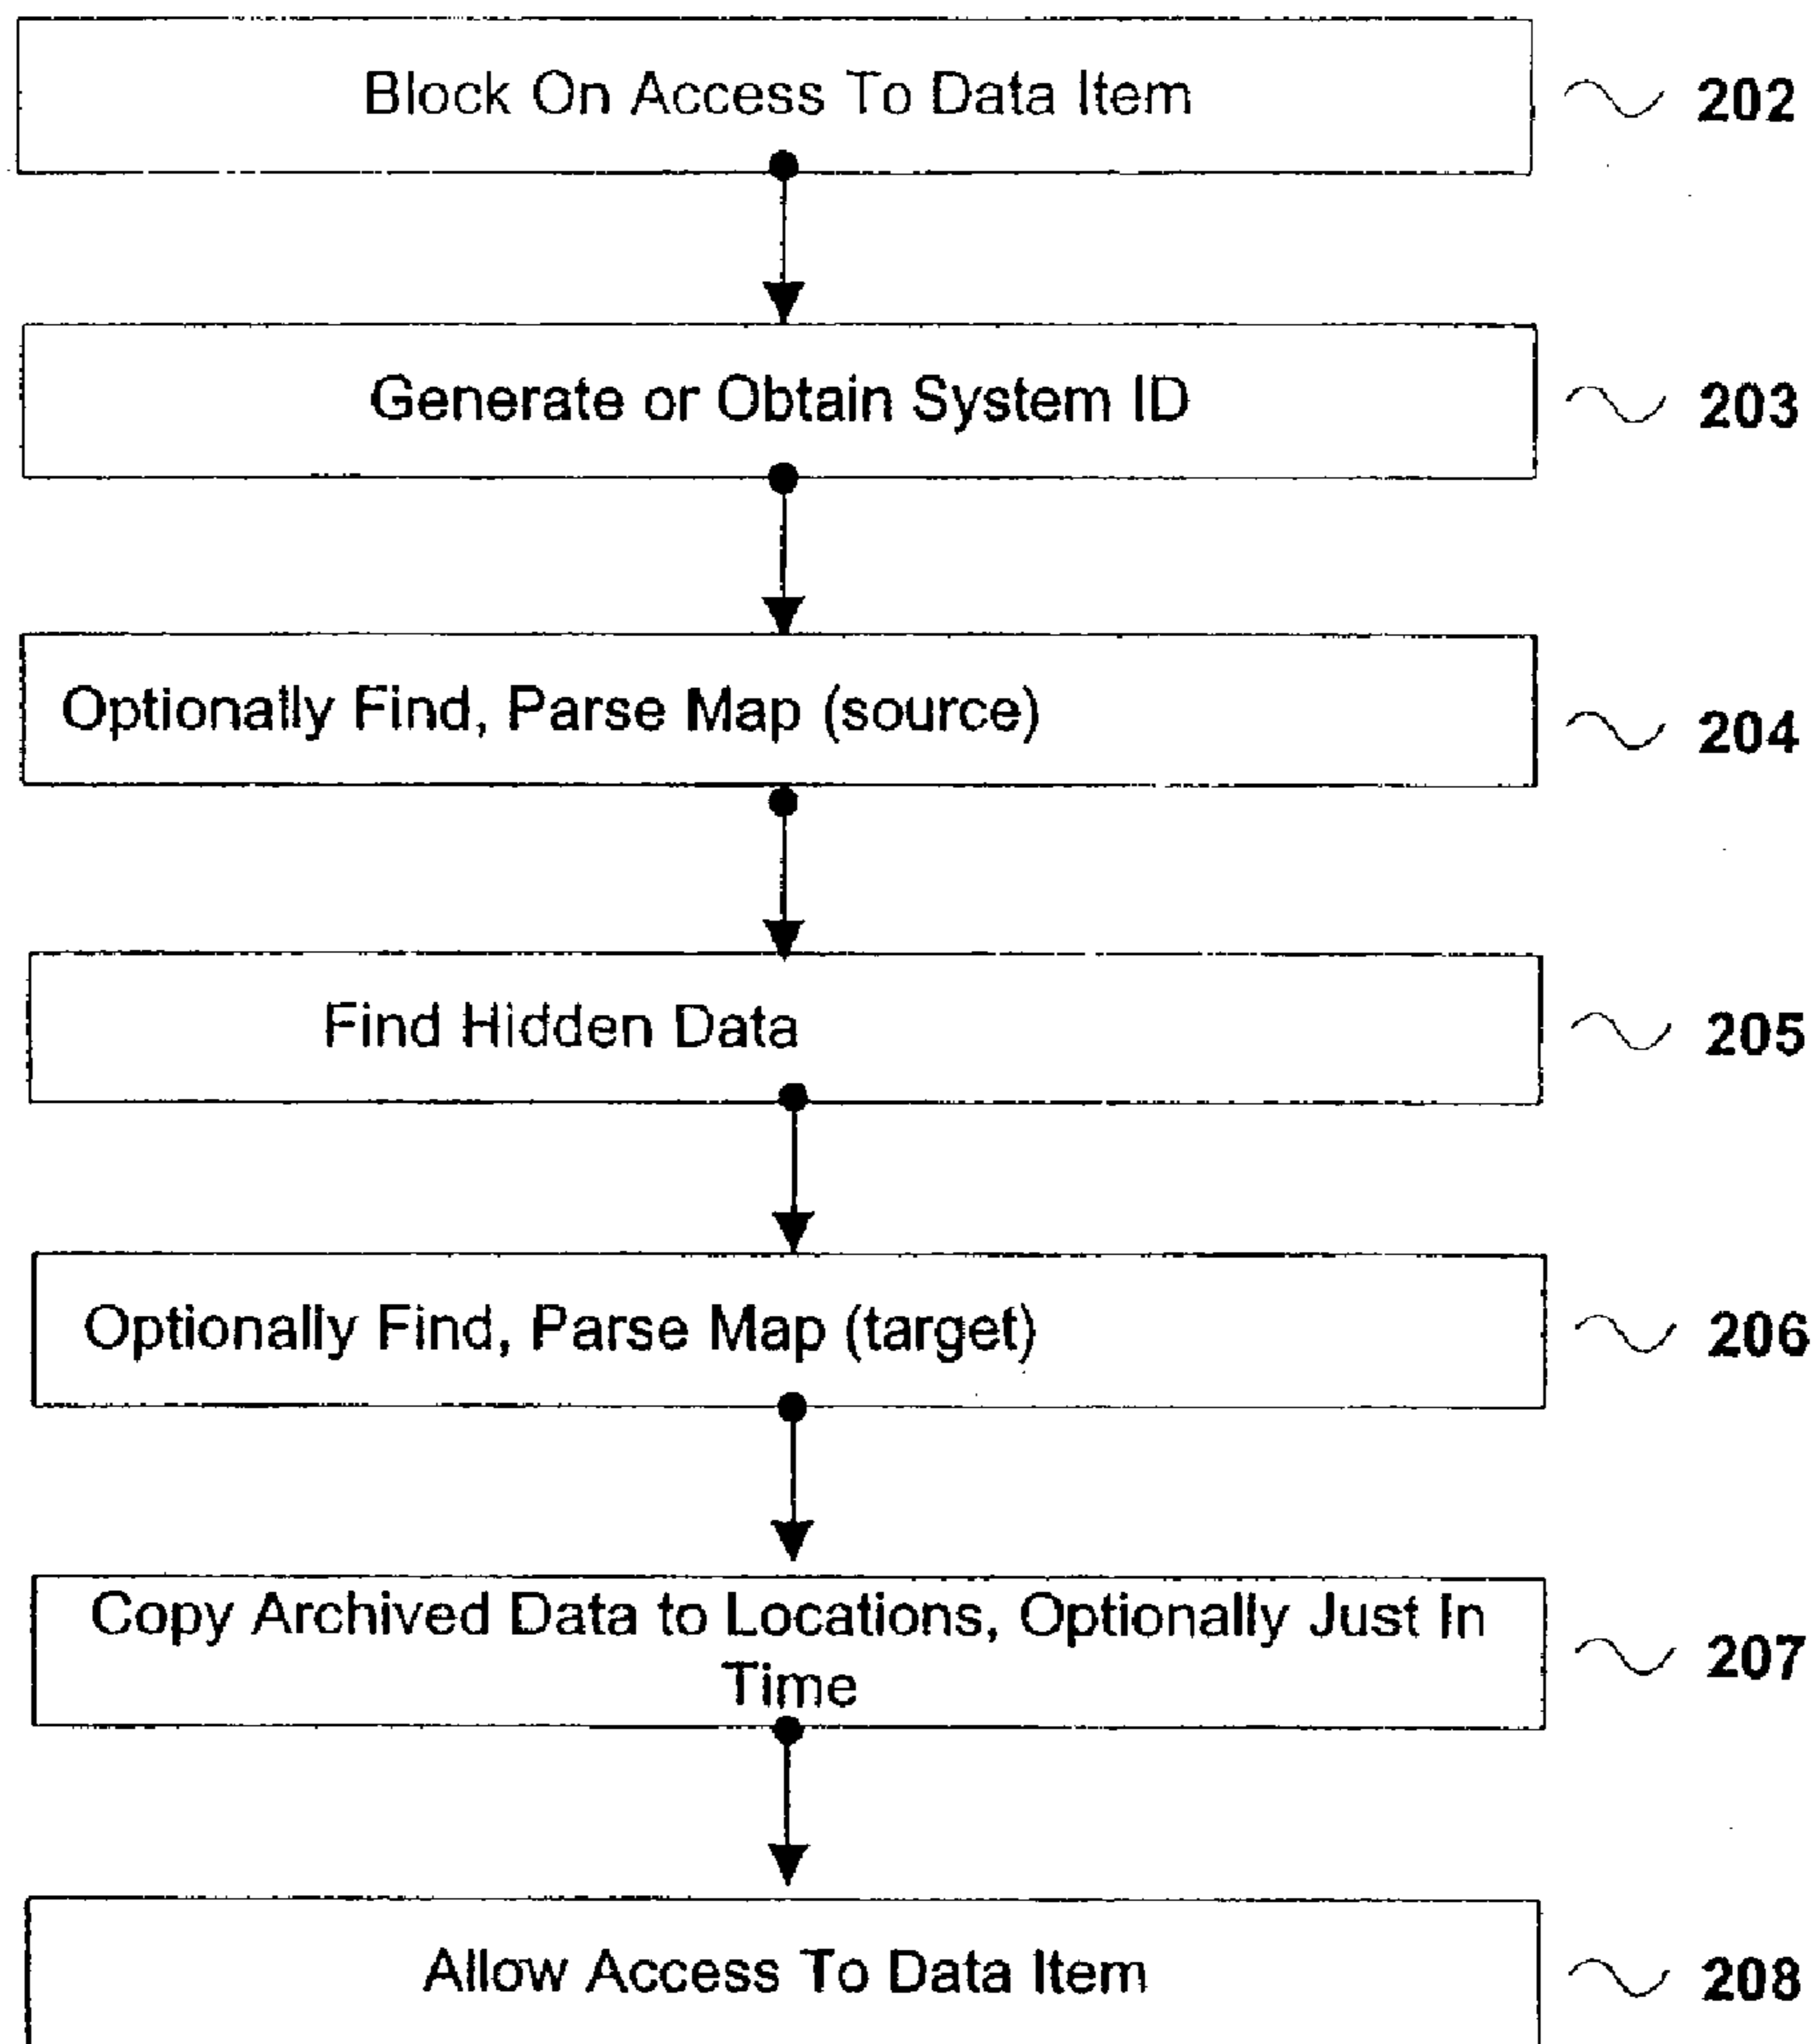 Block On Access To Data Item
202
Generate or Obtain System ID
203
Optionally Find, Parse Map (source)
204
Find Hidden Data
205
Optionally Find, Parse Map (target)
206
Copy Archived Data to Locations, Optionally Just In
Time
207
Allow Access To Data Item
208